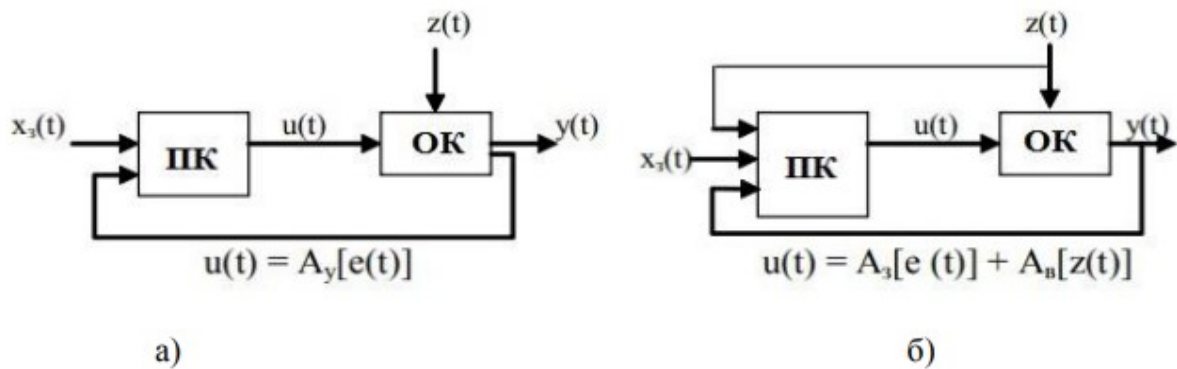 z(t) z(t)
xз(t) ПК u(t) ОК y(t) xз(t) ПК u(t) ОК y(t)
u(t) = Aу[e(t)] u(t) = Aз[e (t)] + Aв[z(t)]
а) б)